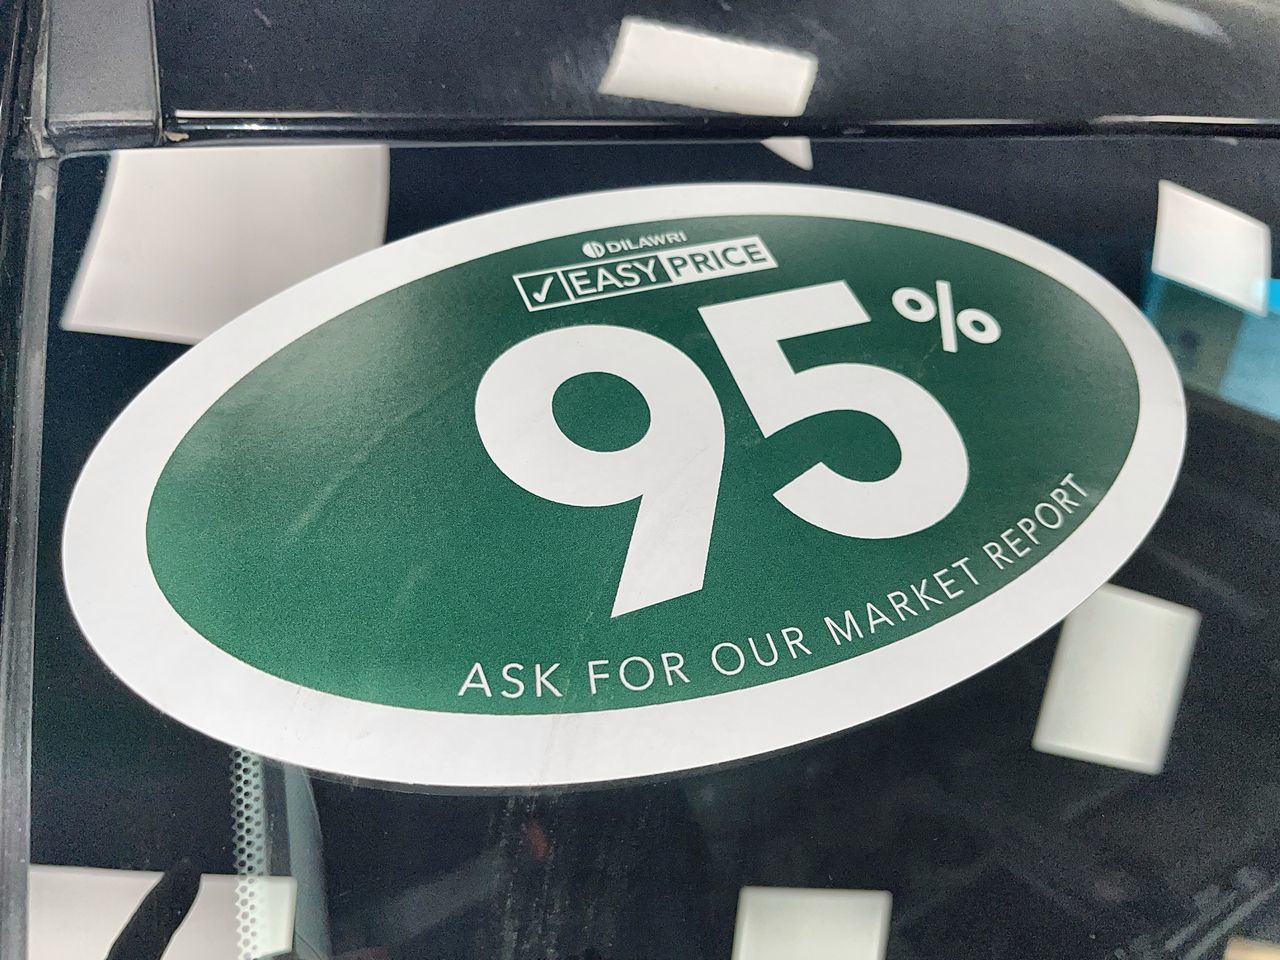 DILAWRI
✓ EASY PRICE
95%
ASK FOR OUR MARKET REPORT